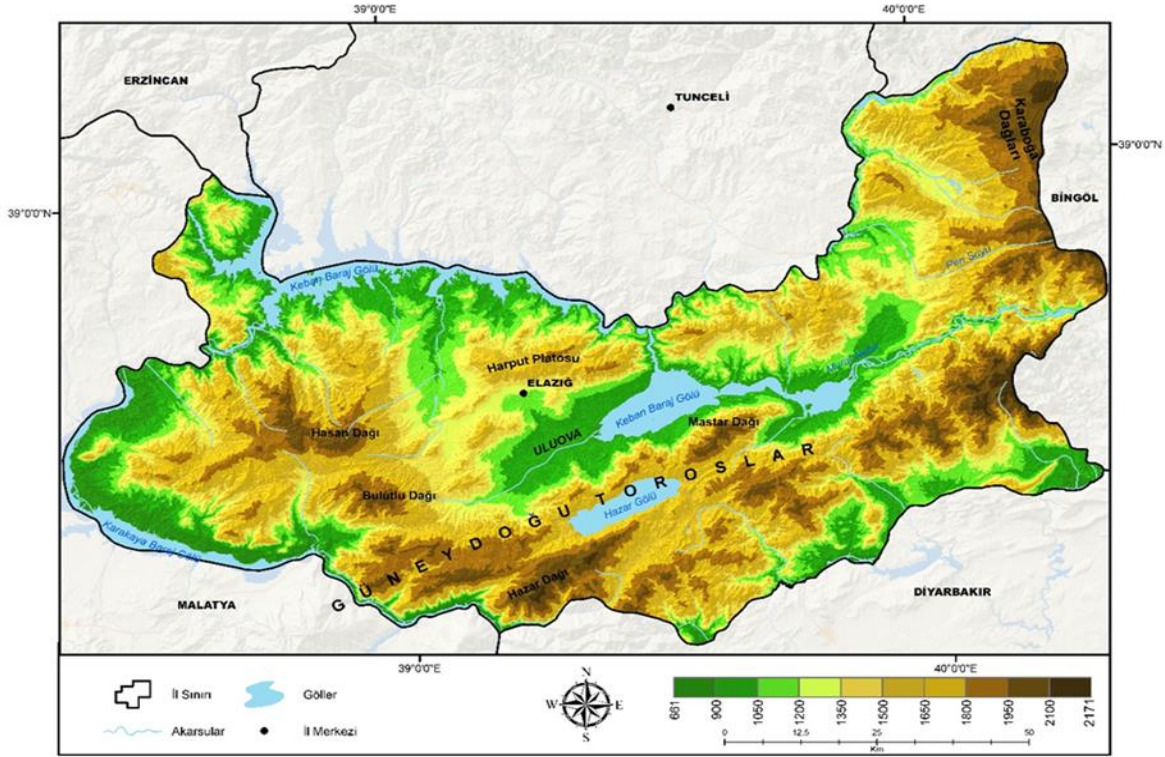 39°0'0"E
40°0'0"E
ERZİNCAN
TUNCELİ
Karaboğa
Dağları
39°0'0"N
BİNGÖL
39°0'0"N
Peri Suyu
Keban Baraj Gölü
Harput Platosu
ELAZIĞ
Keban Baraj Gölü
Mastar Dağı
Hasan Dağı
ULUOVA
Bulutlu Dağı
GÜNEYDOĞU TOROSLAR
Hazar Gölü
Karakaya Baraj Gölü
Hazar Dağı
MALATYA
DİYARBAKIR
39°0'0"E
40°0'0"E
İl Sınırı
Göller
Akarsular
İl Merkezi
N
W
E
S
661
900
1050
1200
1350
1500
1650
1800
1950
2100
2171
0
12.5
25
50
Km